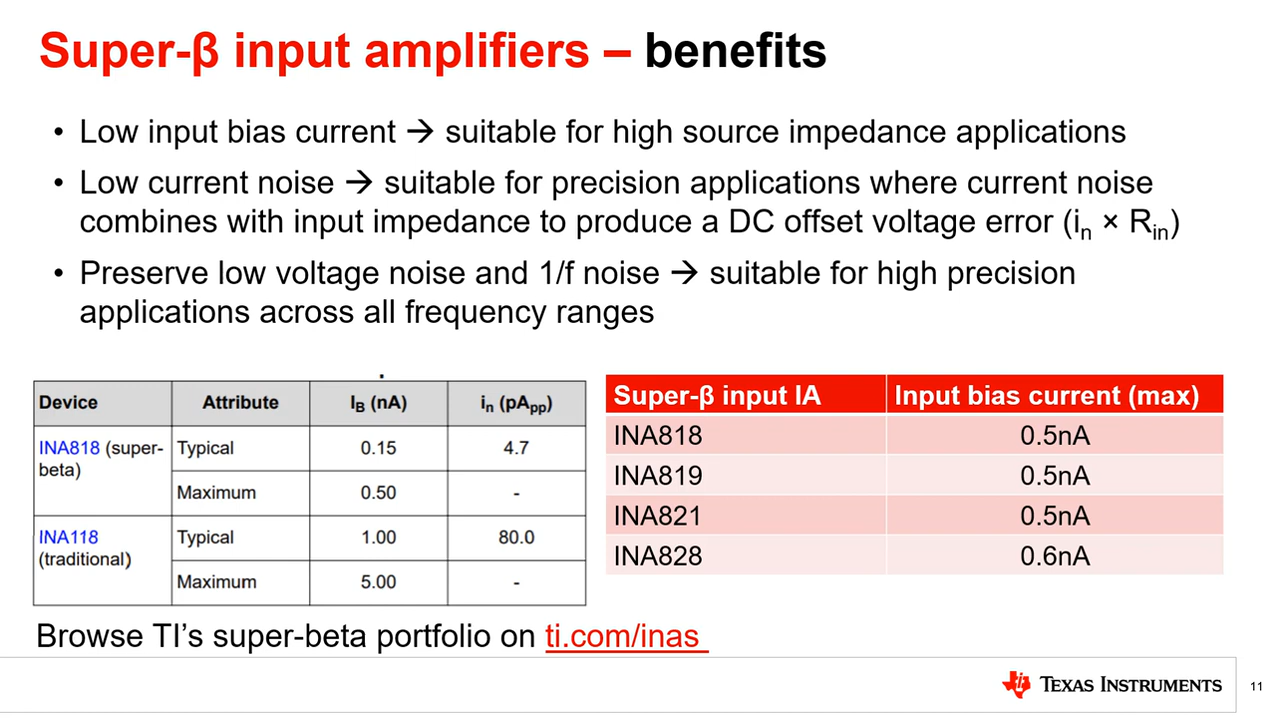 Super-β input amplifiers – benefits
• Low input bias current → suitable for high source impedance applications
• Low current noise → suitable for precision applications where current noise
combines with input impedance to produce a DC offset voltage error (iₙ × Rᵢₙ)
• Preserve low voltage noise and 1/f noise → suitable for high precision
applications across all frequency ranges
Device Attribute I_B (nA) iₙ (pA_pp)
INA818 (super-
beta) Typical 0.15 4.7
Maximum 0.50 -
INA118
(traditional) Typical 1.00 80.0
Maximum 5.00 -
Super-β input IA Input bias current (max)
INA818 0.5nA
INA819 0.5nA
INA821 0.5nA
INA828 0.6nA
Browse TI’s super-beta portfolio on ti.com/inas
TEXAS INSTRUMENTS
11